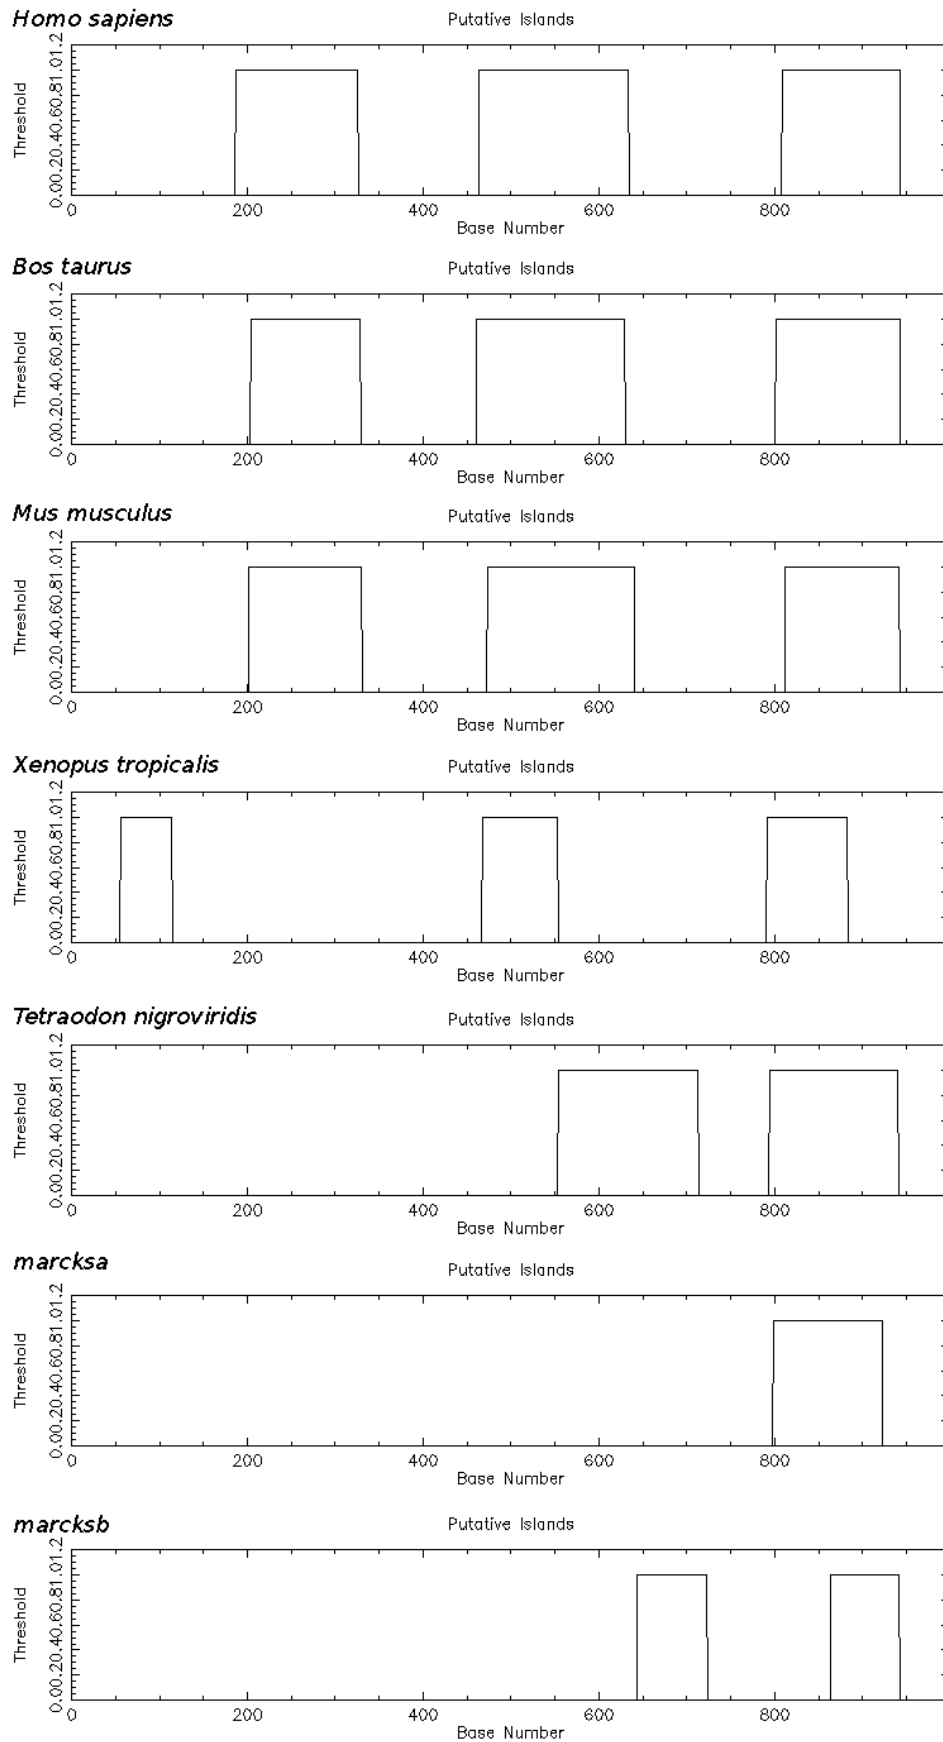 Homo sapiens
Putative Islands
Threshold
0.00.20.40.60.81.01.2
0 200 400 600 800
Base Number
Bos taurus
Putative Islands
Threshold
0.00.20.40.60.81.01.2
0 200 400 600 800
Base Number
Mus musculus
Putative Islands
Threshold
0.00.20.40.60.81.01.2
0 200 400 600 800
Base Number
Xenopus tropicalis
Putative Islands
Threshold
0.00.20.40.60.81.01.2
0 200 400 600 800
Base Number
Tetraodon nigroviridis
Putative Islands
Threshold
0.00.20.40.60.81.01.2
0 200 400 600 800
Base Number
marcksa
Putative Islands
Threshold
0.00.20.40.60.81.01.2
0 200 400 600 800
Base Number
marcksb
Putative Islands
Threshold
0.00.20.40.60.81.01.2
0 200 400 600 800
Base Number